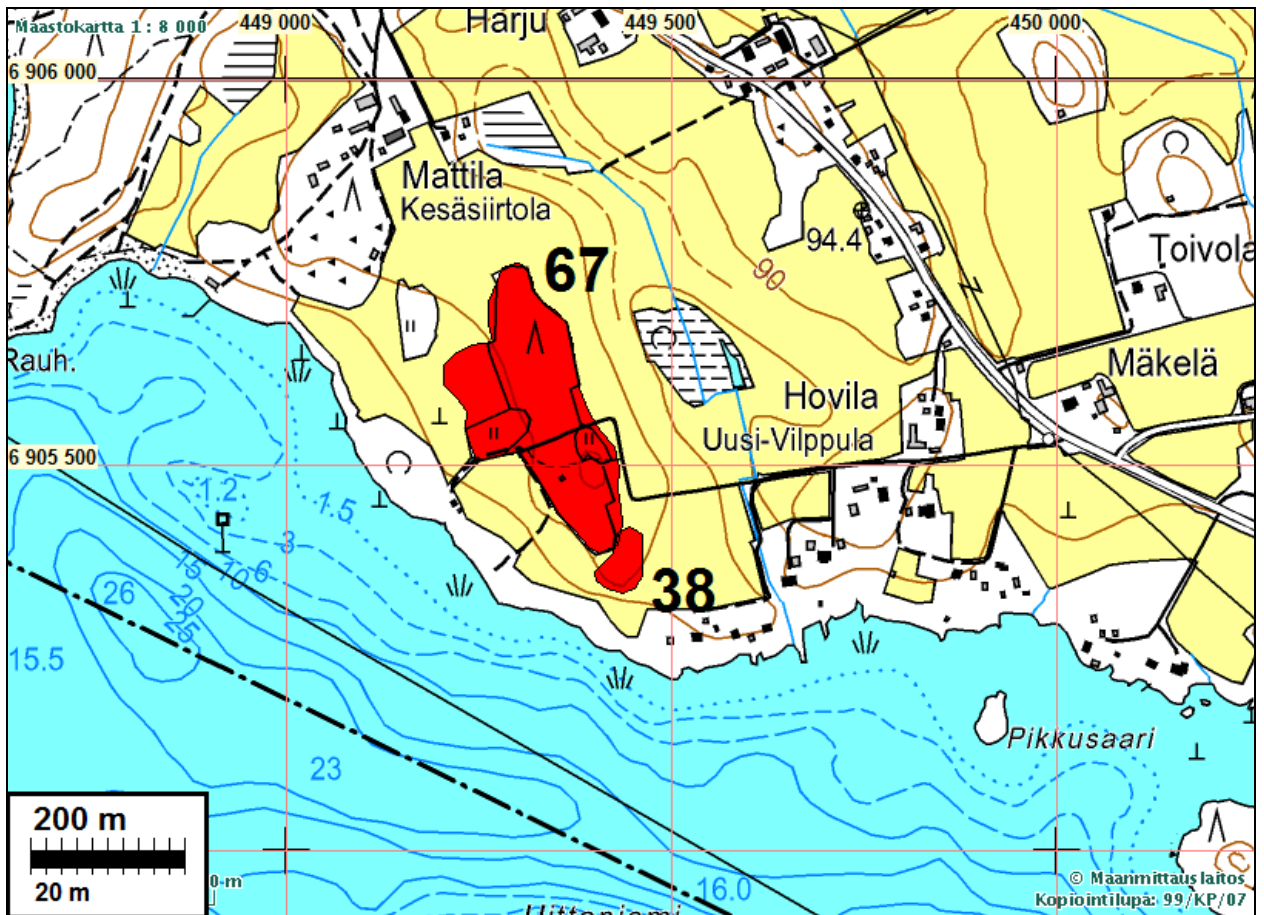 Maastokartta 1 : 8 000
449 000
449 500
450 000
Harju
6 906 000
Mattila
Kesäsiirtola
94.4
Toivola
67
90
Rauh.
Mäkelä
Hovila
Uusi-Vilppula
6 905 500
1.2
1.5
3
6
10
15
20
25
26
38
15.5
Pikkusaari
23
200 m
20 m
0 m
16.0
© Maanmittauslaitos
Kopiointilupa: 99/KP/07